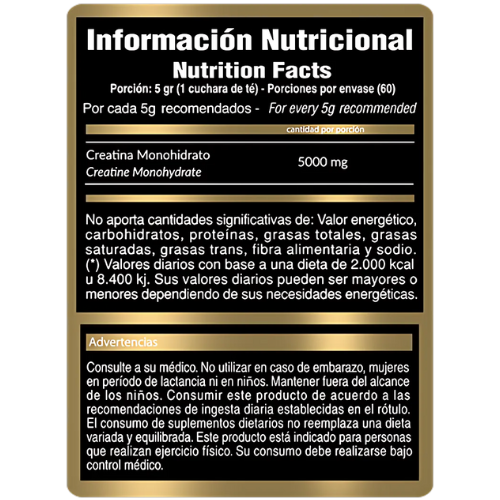 Información Nutricional
Nutrition Facts
Porción: 5 gr (1 cuchara de té) - Porciones por envase (60)
Por cada 5g recomendados - For every 5g recommended
cantidad por porción
Creatina Monohidrato 5000 mg
Creatine Monohydrate
No aporta cantidades significativas de: Valor energético,
carbohidratos, proteínas, grasas totales, grasas
saturadas, grasas trans, fibra alimentaria y sodio.
(*) Valores diarios con base a una dieta de 2.000 kcal
u 8.400 kj. Sus valores diarios pueden ser mayores o
menores dependiendo de sus necesidades energéticas.
Advertencias
Consulte a su médico. No utilizar en caso de embarazo, mujeres
en período de lactancia ni en niños. Mantener fuera del alcance
de los niños. Consumir este producto de acuerdo a las
recomendaciones de ingesta diaria establecidas en el rótulo.
El consumo de suplementos dietarios no reemplaza una dieta
variada y equilibrada. Este producto está indicado para personas
que realizan ejercicio físico. Su consumo debe realizarse bajo
control médico.